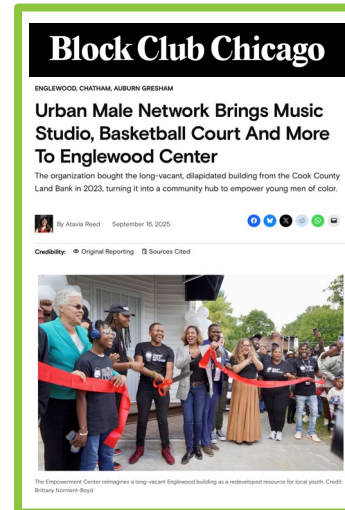 Block Club Chicago
ENGLEWOOD, CHATHAM, AUBURN GRESHAM
Urban Male Network Brings Music
Studio, Basketball Court And More
To Englewood Center
The organization bought the long-vacant, dilapidated building from the Cook County
Land Bank in 2023, turning it into a community hub to empower young men of color.
By Atavia Reed September 16, 2025
Credibility: Original Reporting Sources Cited
The Empowerment Center reimagines a long-vacant Englewood building as a redeveloped resource for local youth. Credit:
Brittany Norment-Boyd